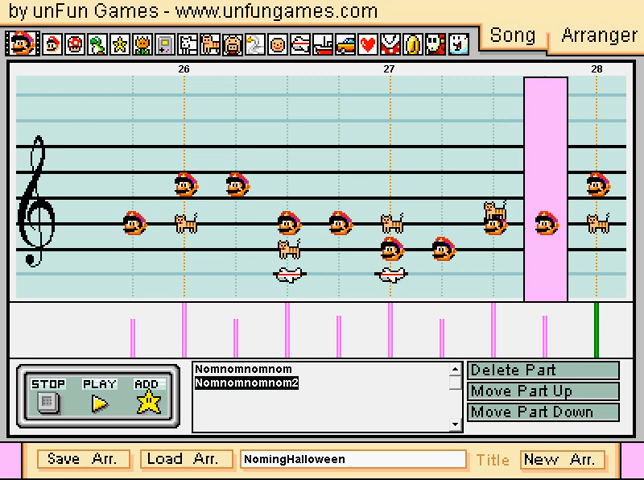 by unFun Games - www.unfungames.com
Song Arranger
26 27 28
Nomnomnomnom
Nomnomnomnom2
STOP PLAY ADD
Delete Part
Move Part Up
Move Part Down
Save Arr. Load Arr. NomingHalloween Title New Arr.